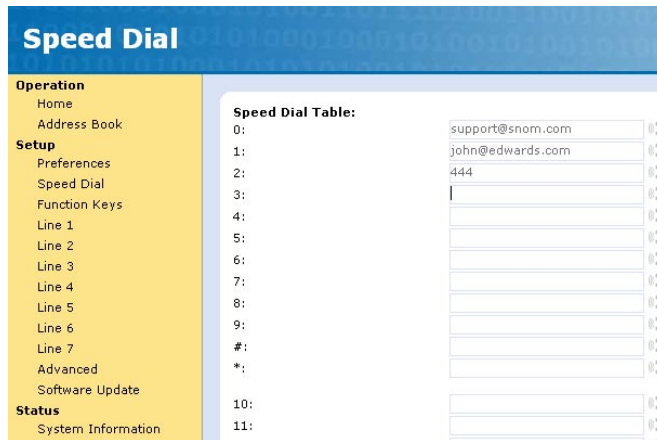 Speed Dial
Operation
Home
Address Book
Setup
Preferences
Speed Dial
Function Keys
Line 1
Line 2
Line 3
Line 4
Line 5
Line 6
Line 7
Advanced
Software Update
Status
System Information
Speed Dial Table:
0: support@snom.com
1: john@edwards.com
2: 444
3:
4:
5:
6:
7:
8:
9:
#:
*:
10:
11: